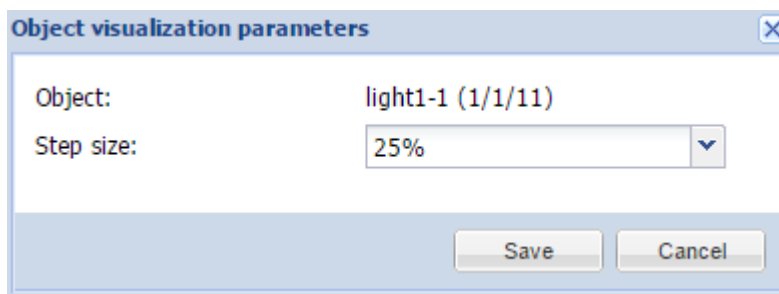 Object visualization parameters
Object: light1-1 (1/1/11)
Step size: 25%
Save Cancel